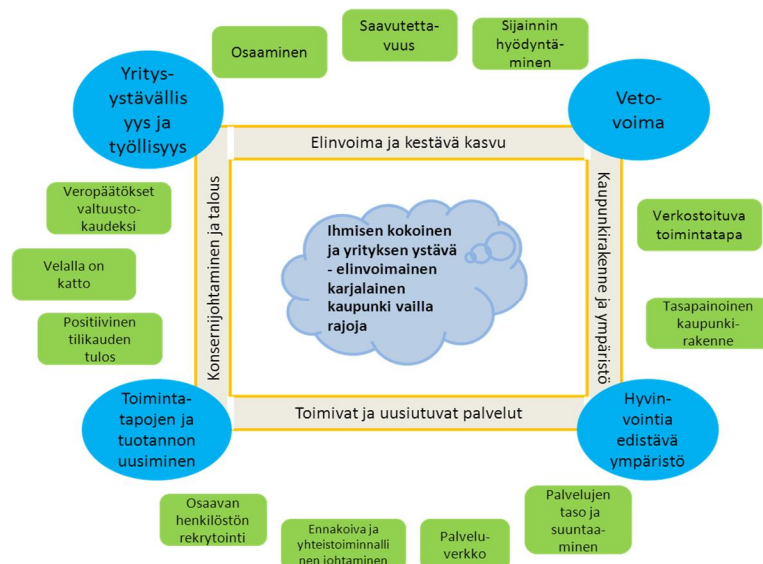 Osaaminen
Saavutetta-
vuus
Sijainnin
hyödyntä-
minen
Yritys-
ystävällis
yys ja
työllisyys
Veto-
voima
Elinvoima ja kestävä kasvu
Veropäätökset
valtuusto-
kaudeksi
Velalla on
katto
Positiivinen
tilikauden
tulos
Konsernijohtaminen ja talous
Ihmisen kokoinen
ja yrityksen ystävä
- elinvoimainen
karjalainen
kaupunki vailla
rajoja
Kaupunkirakenne ja ympäristö
Verkostoituva
toimintatapa
Tasapainoinen
kaupunki-
rakenne
Toiminta-
tapojen ja
tuotannon
uusiminen
Toimivat ja uusiutuvat palvelut
Hyvin-
vointia
edistävä
ympäristö
Osaavan
henkilöstön
rekrytointi
Ennakoiva ja
yhteistoiminnalli
nen johtaminen
Palvelu-
verkko
Palvelujen
taso ja
suuntaa-
minen